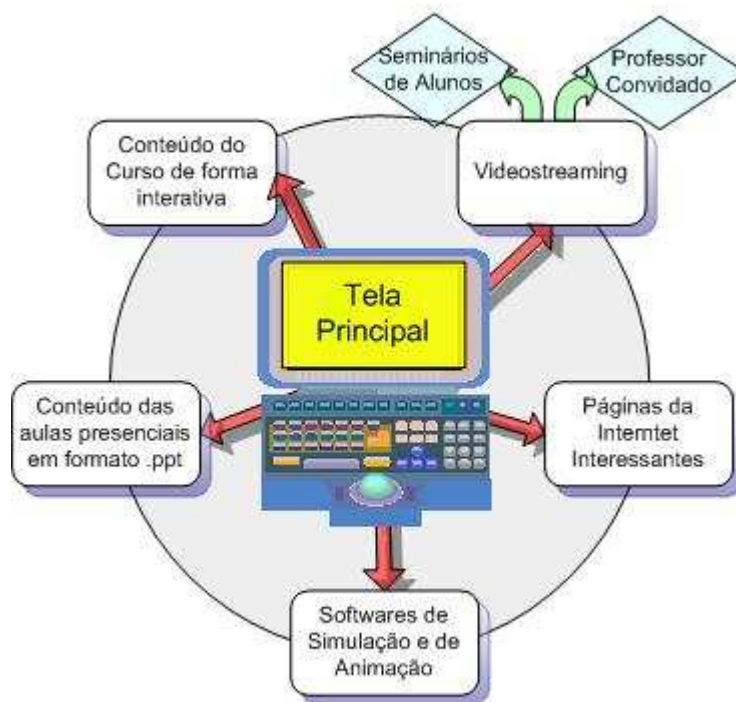 Seminários
de Alunos
Professor
Convidado
Conteúdo do
Curso de forma
interativa
Videostreaming
Tela
Principal
Conteúdo das
aulas presenciais
em formato .ppt
Páginas da
Interntet
Interessantes
Softwares de
Simulação e de
Animação